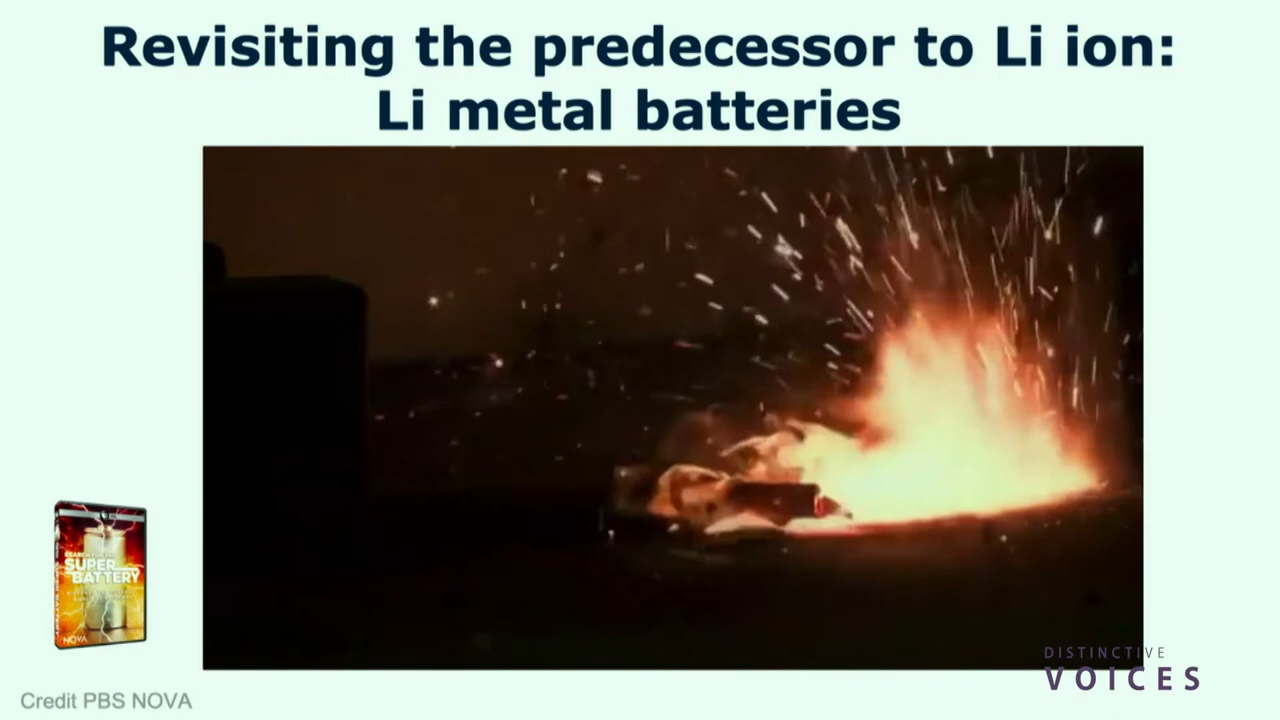 Revisiting the predecessor to Li ion:
Li metal batteries
SUPER
BATTERY
NOVA
DISTINCTIVE
VOICES
Credit PBS NOVA